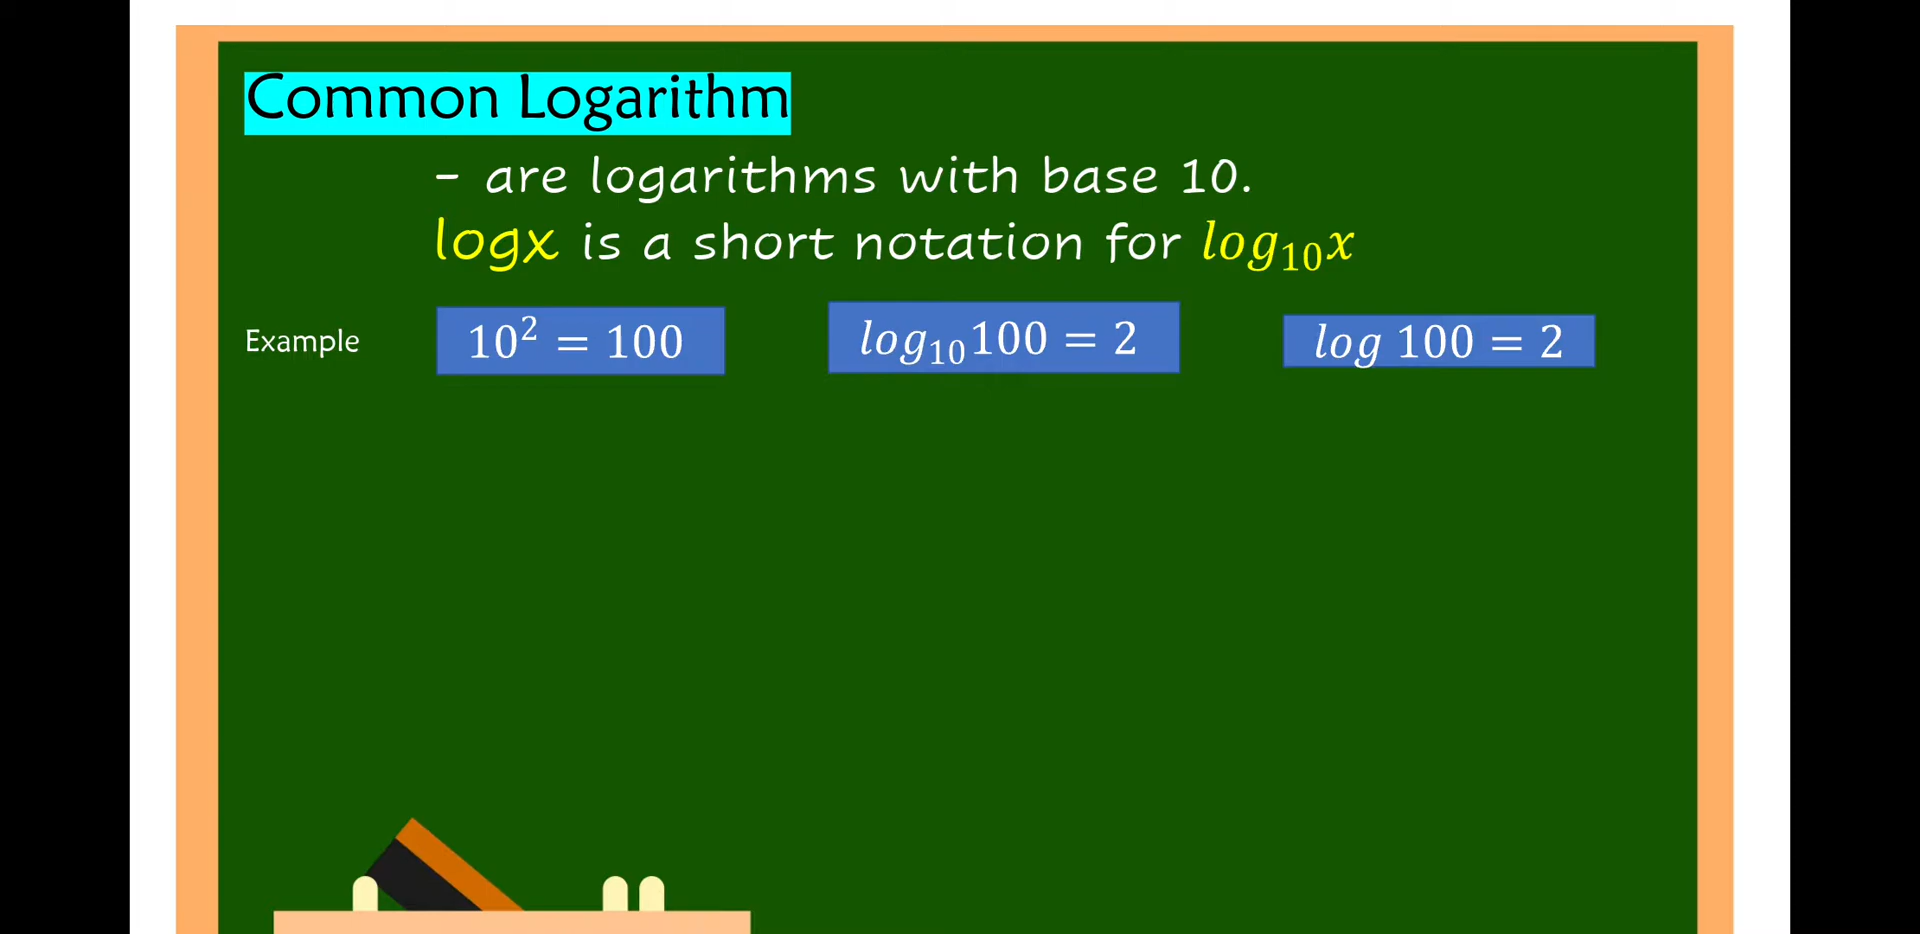 Common Logarithm
- are logarithms with base 10.
logx is a short notation for log₁₀x
Example 10² = 100 log₁₀100 = 2 log 100 = 2